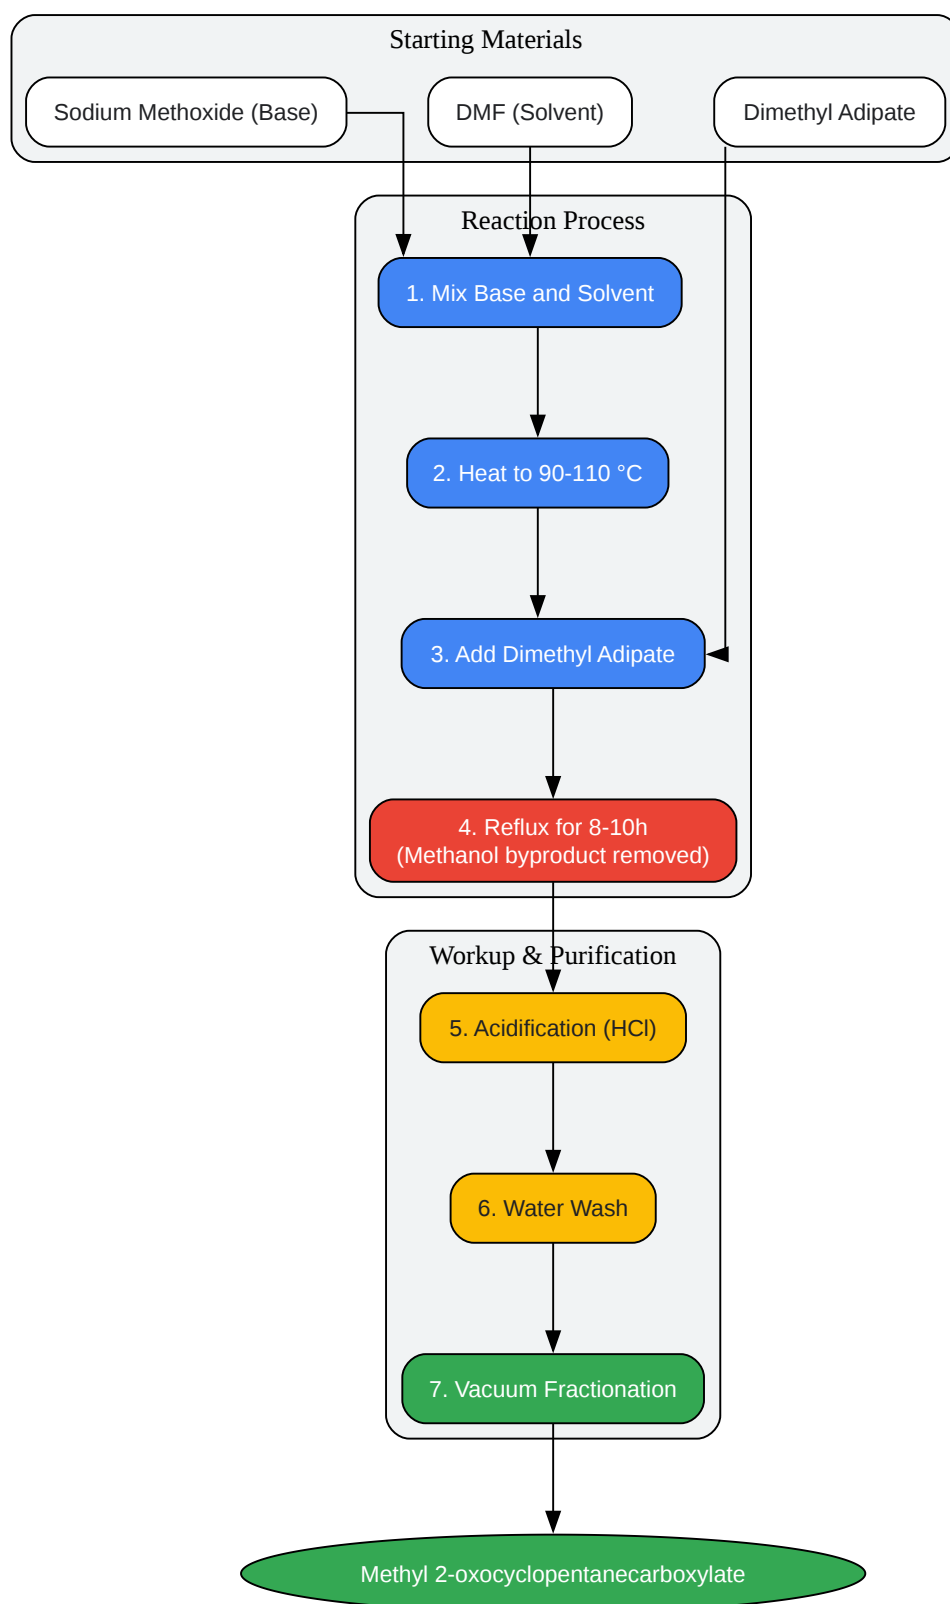 Starting Materials
Sodium Methoxide (Base)
DMF (Solvent)
Dimethyl Adipate
Reaction Process
1. Mix Base and Solvent
2. Heat to 90-110 °C
3. Add Dimethyl Adipate
4. Reflux for 8-10h
(Methanol byproduct removed)
Workup & Purification
5. Acidification (HCl)
6. Water Wash
7. Vacuum Fractionation
Methyl 2-oxocyclopentanecarboxylate